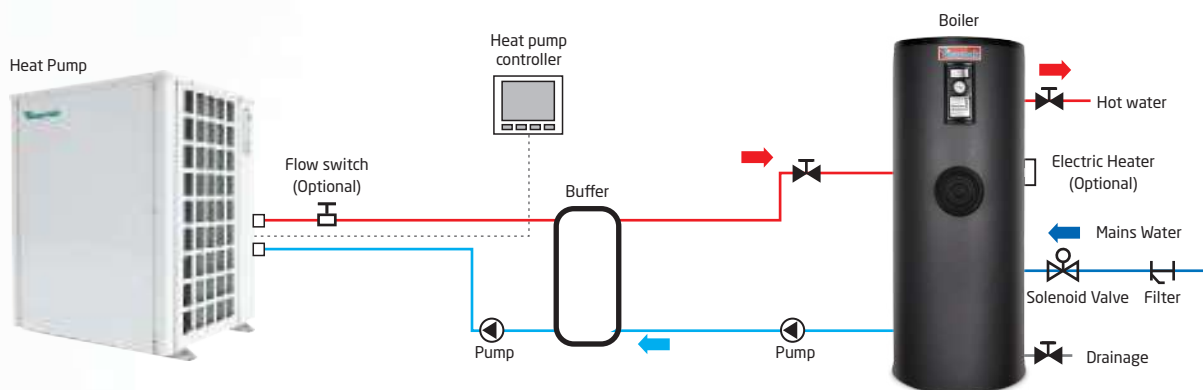 Boiler
Heat pump
controller
Heat Pump
Hot water
Flow switch
(Optional)
Electric Heater
(Optional)
Buffer
Mains Water
Solenoid Valve
Filter
Pump
Pump
Drainage